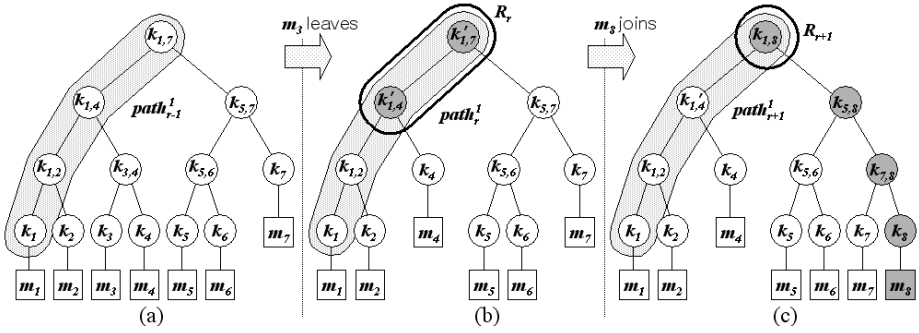 m3 leaves
m8 joins
k1,7
path1r-1
k1,4
k5,7
k1,2
k3,4
k5,6
k7
k1
k2
k3
k4
k5
k6
m7
m1
m2
m3
m4
m5
m6
(a)
Rr
k'1,7
path1r
k'1,4
k5,7
k1,2
k4
k5,6
k7
k1
k2
m4
k5
k6
m7
m1
m2
m5
m6
(b)
Rr+1
k1,8
path1r+1
k'1,4
k5,8
k1,2
k4
k5,6
k7,8
k1
k2
m4
k5
k6
k7
k8
m1
m2
m5
m6
m7
m8
(c)